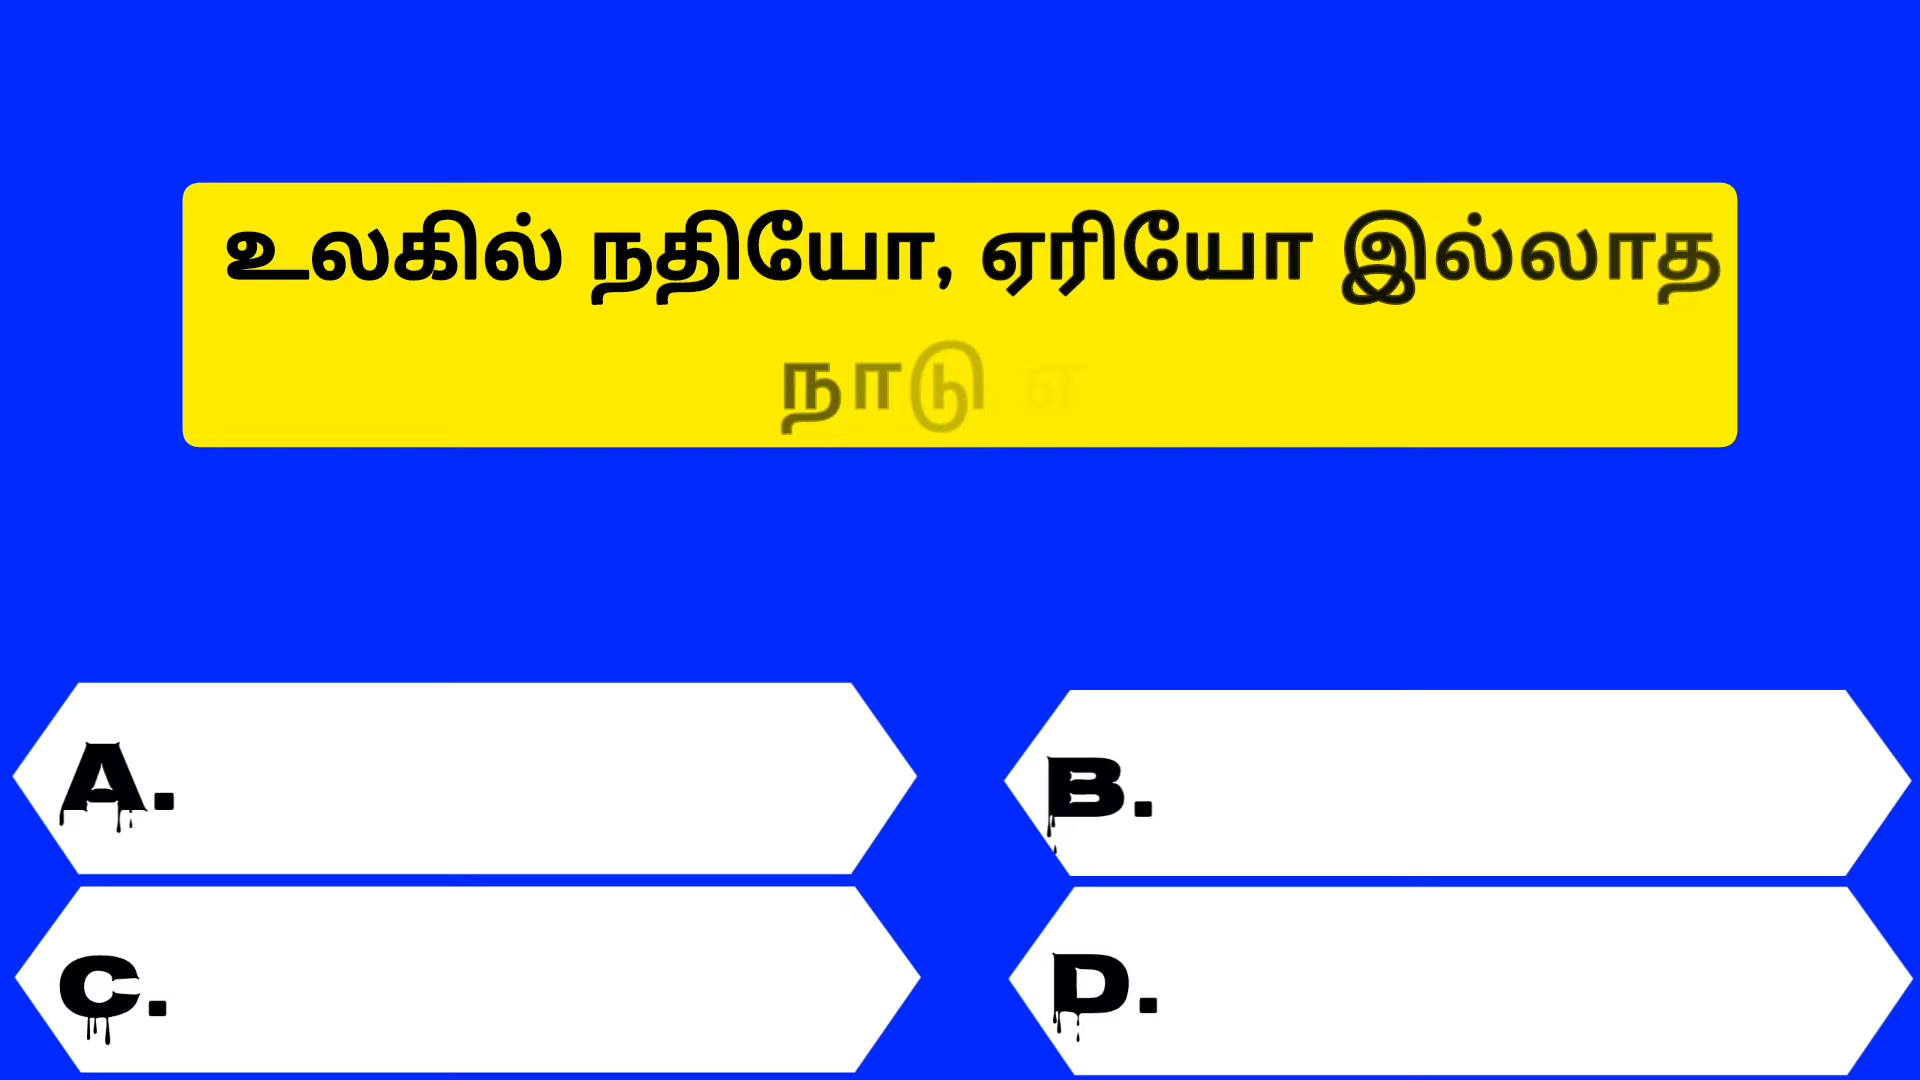 உலகில் நதியோ, ஏரியோ இல்லாத
நாடு எ
A.
B.
C.
D.